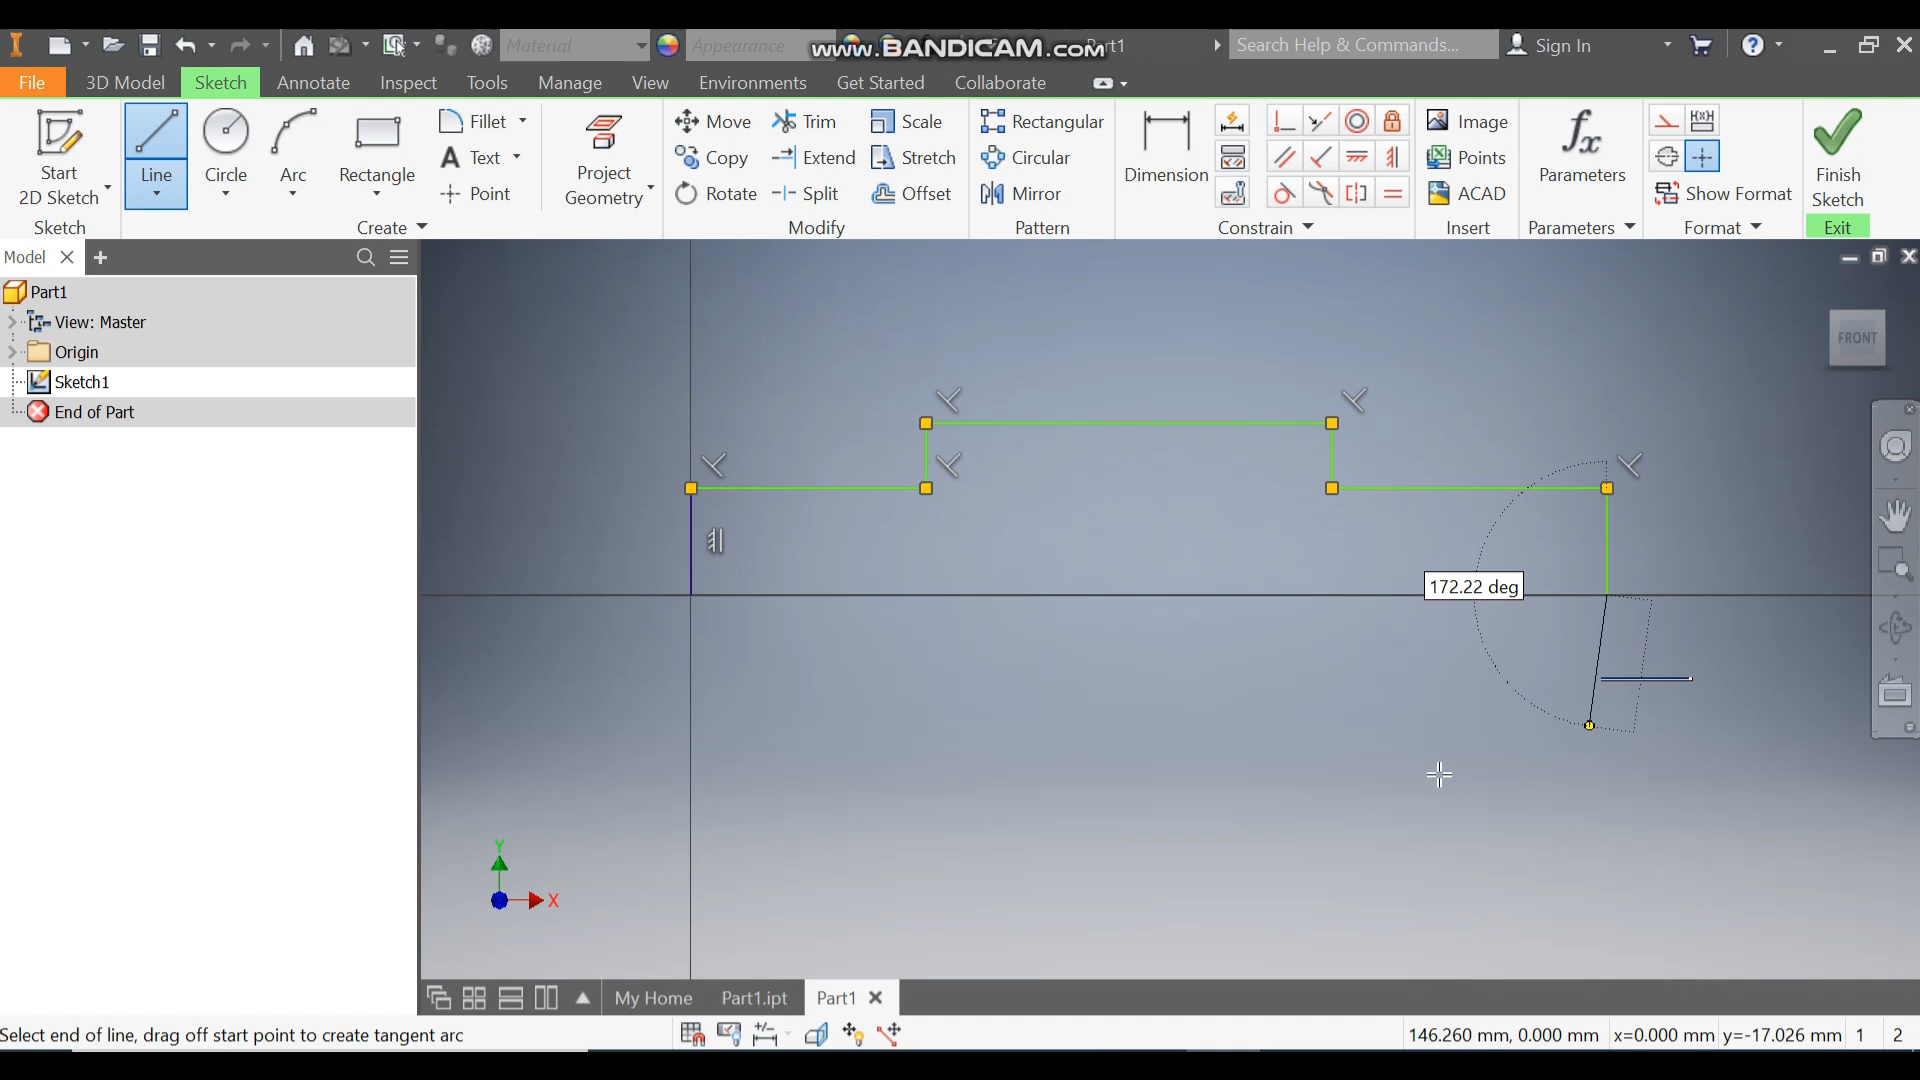 Material
Appearance
www.BANDICAM.com
Part1
Search Help & Commands...
Sign In
File
3D Model
Sketch
Annotate
Inspect
Tools
Manage
View
Environments
Get Started
Collaborate
Start
2D Sketch
Line
Circle
Arc
Rectangle
Fillet
Text
Point
Project
Geometry
Move
Copy
Rotate
Trim
Extend
Split
Scale
Stretch
Offset
Rectangular
Circular
Mirror
Dimension
Image
Points
ACAD
fx
Parameters
Show Format
Finish
Sketch
Sketch
Create
Modify
Pattern
Constrain
Insert
Parameters
Format
Exit
Model
Part1
View: Master
Origin
Sketch1
End of Part
FRONT
172.22 deg
Y
X
My Home
Part1.ipt
Part1
Select end of line, drag off start point to create tangent arc
146.260 mm, 0.000 mm
x=0.000 mm
y=-17.026 mm
1
2